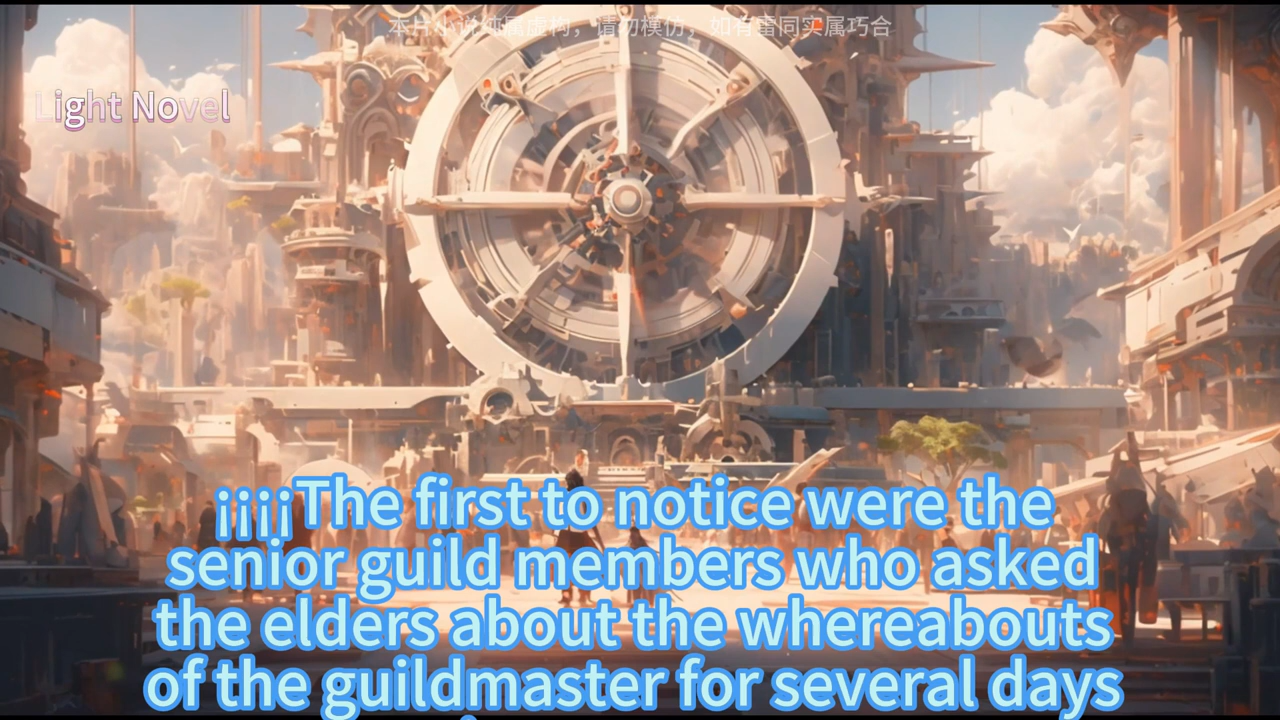 本片小说纯属虚构，请勿模仿，如有雷同实属巧合
Light Novel
¡¡¡¡The first to notice were the
senior guild members who asked
the elders about the whereabouts
of the guildmaster for several days